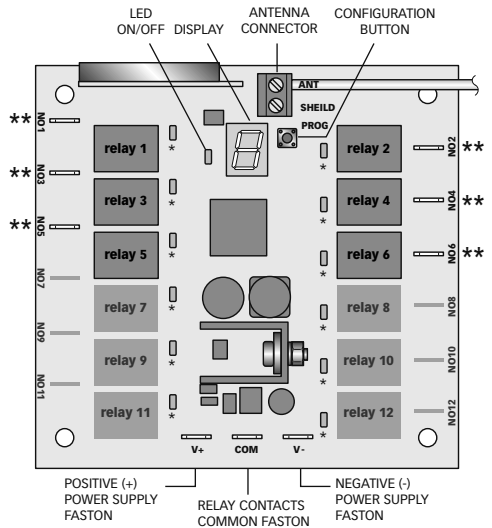 LED
ON/OFF
DISPLAY
ANTENNA
CONNECTOR
CONFIGURATION
BUTTON
ANT
SHEILD
PROG
** NO1
relay 1
*
relay 2
*
NO2 **
** NO3
relay 3
*
relay 4
*
NO4 **
** NO5
relay 5
*
relay 6
*
NO6 **
NO7
relay 7
*
relay 8
*
NO8
NO9
relay 9
*
relay 10
*
NO10
NO11
relay 11
*
relay 12
*
NO12
V+
COM
V-
POSITIVE (+)
POWER SUPPLY
FASTON
RELAY CONTACTS
COMMON FASTON
NEGATIVE (-)
POWER SUPPLY
FASTON